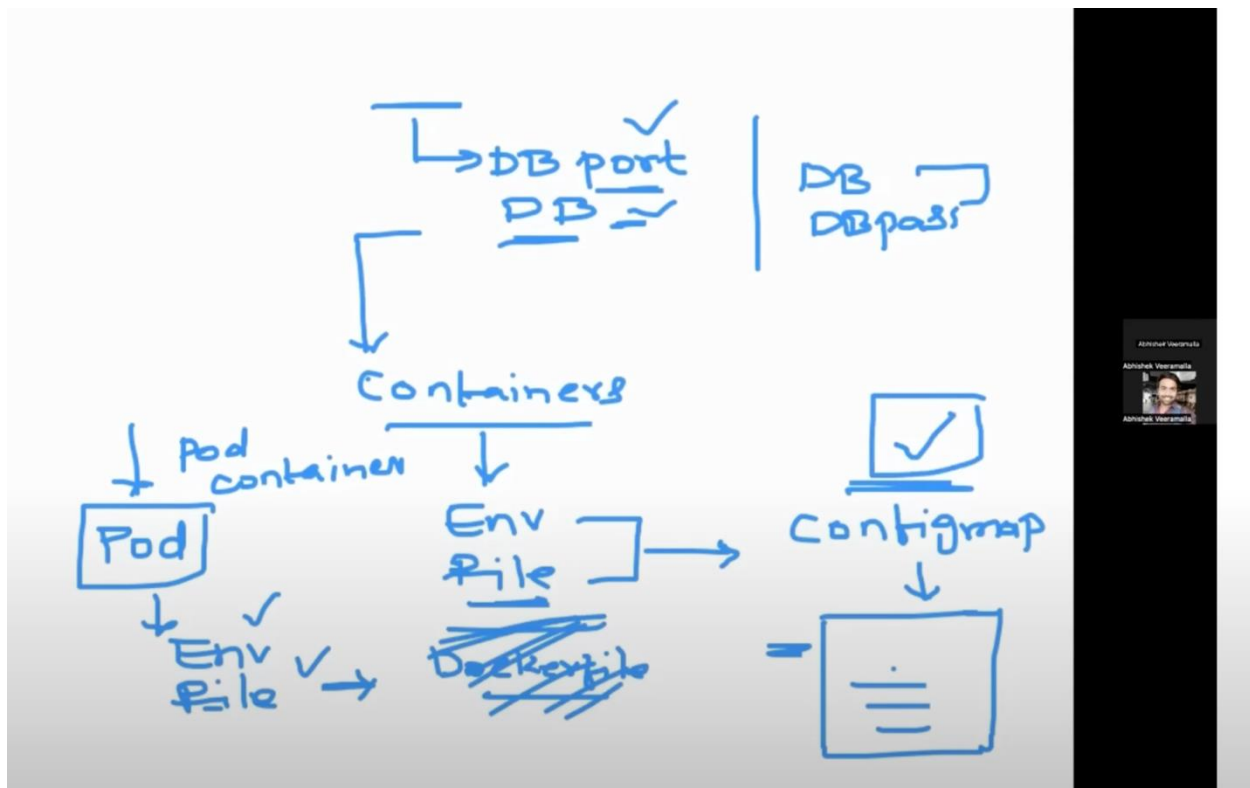 DB port
DB
DB
DBpass
Containers
Pod
container
Pod
Env
File
Env
File
Dockerfile
Configmap
Abhishek Veeramalla
Abhishek Veeramalla
Abhishek Veeramalla